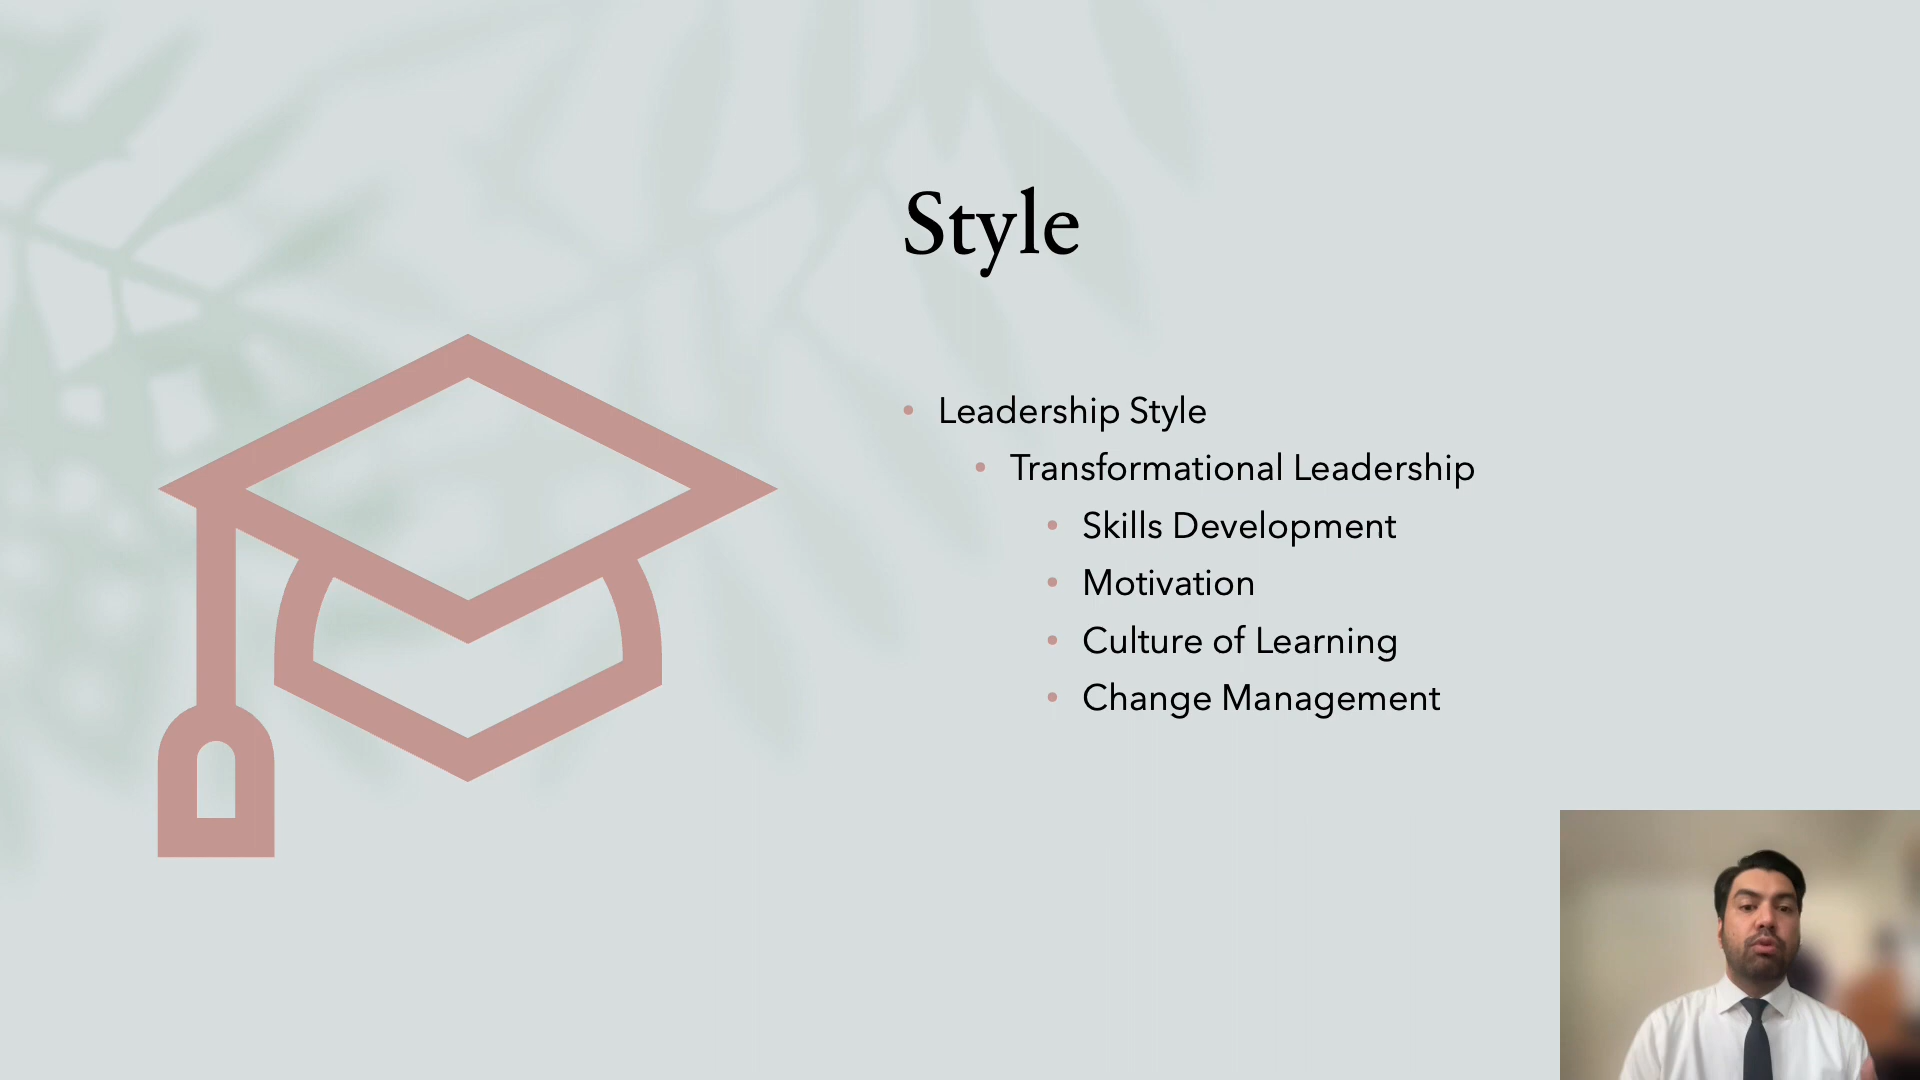 Style
Leadership Style
Transformational Leadership
Skills Development
Motivation
Culture of Learning
Change Management